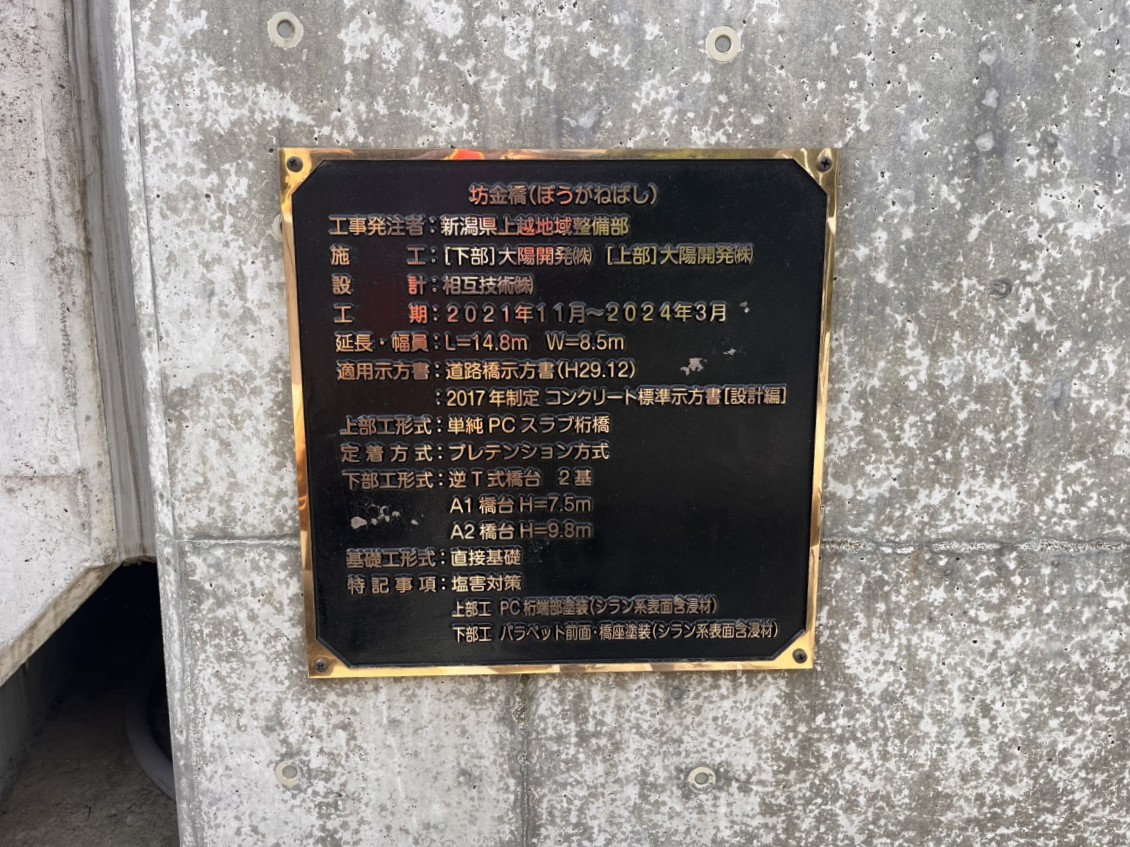 坊金橋(ぼうがねばし)
工事発注者：新潟県上越地域整備部
施工：[下部]大陽開発㈱ [上部]大陽開発㈱
設計：相互技術㈱
工期：2021年11月～2024年3月
延長・幅員：L=14.8m W=8.5m
適用示方書：道路橋示方書(H29.12)
：2017年制定 コンクリート標準示方書[設計編]
上部工形式：単純PCスラブ桁橋
定着方式：プレテンション方式
下部工形式：逆T式橋台 2基
A1橋台H=7.5m
A2橋台H=9.8m
基礎工形式：直接基礎
特記事項：塩害対策
上部工 PC桁端部塗装(シラン系表面含浸材)
下部工 パラペット前面・橋座塗装(シラン系表面含浸材)